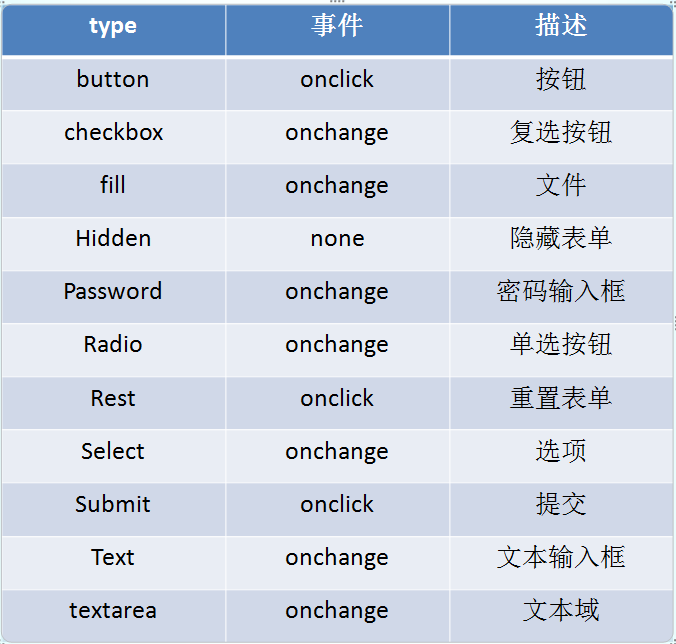 type 事件 描述
button onclick 按钮
checkbox onchange 复选按钮
fill onchange 文件
Hidden none 隐藏表单
Password onchange 密码输入框
Radio onchange 单选按钮
Rest onclick 重置表单
Select onchange 选项
Submit onclick 提交
Text onchange 文本输入框
textarea onchange 文本域